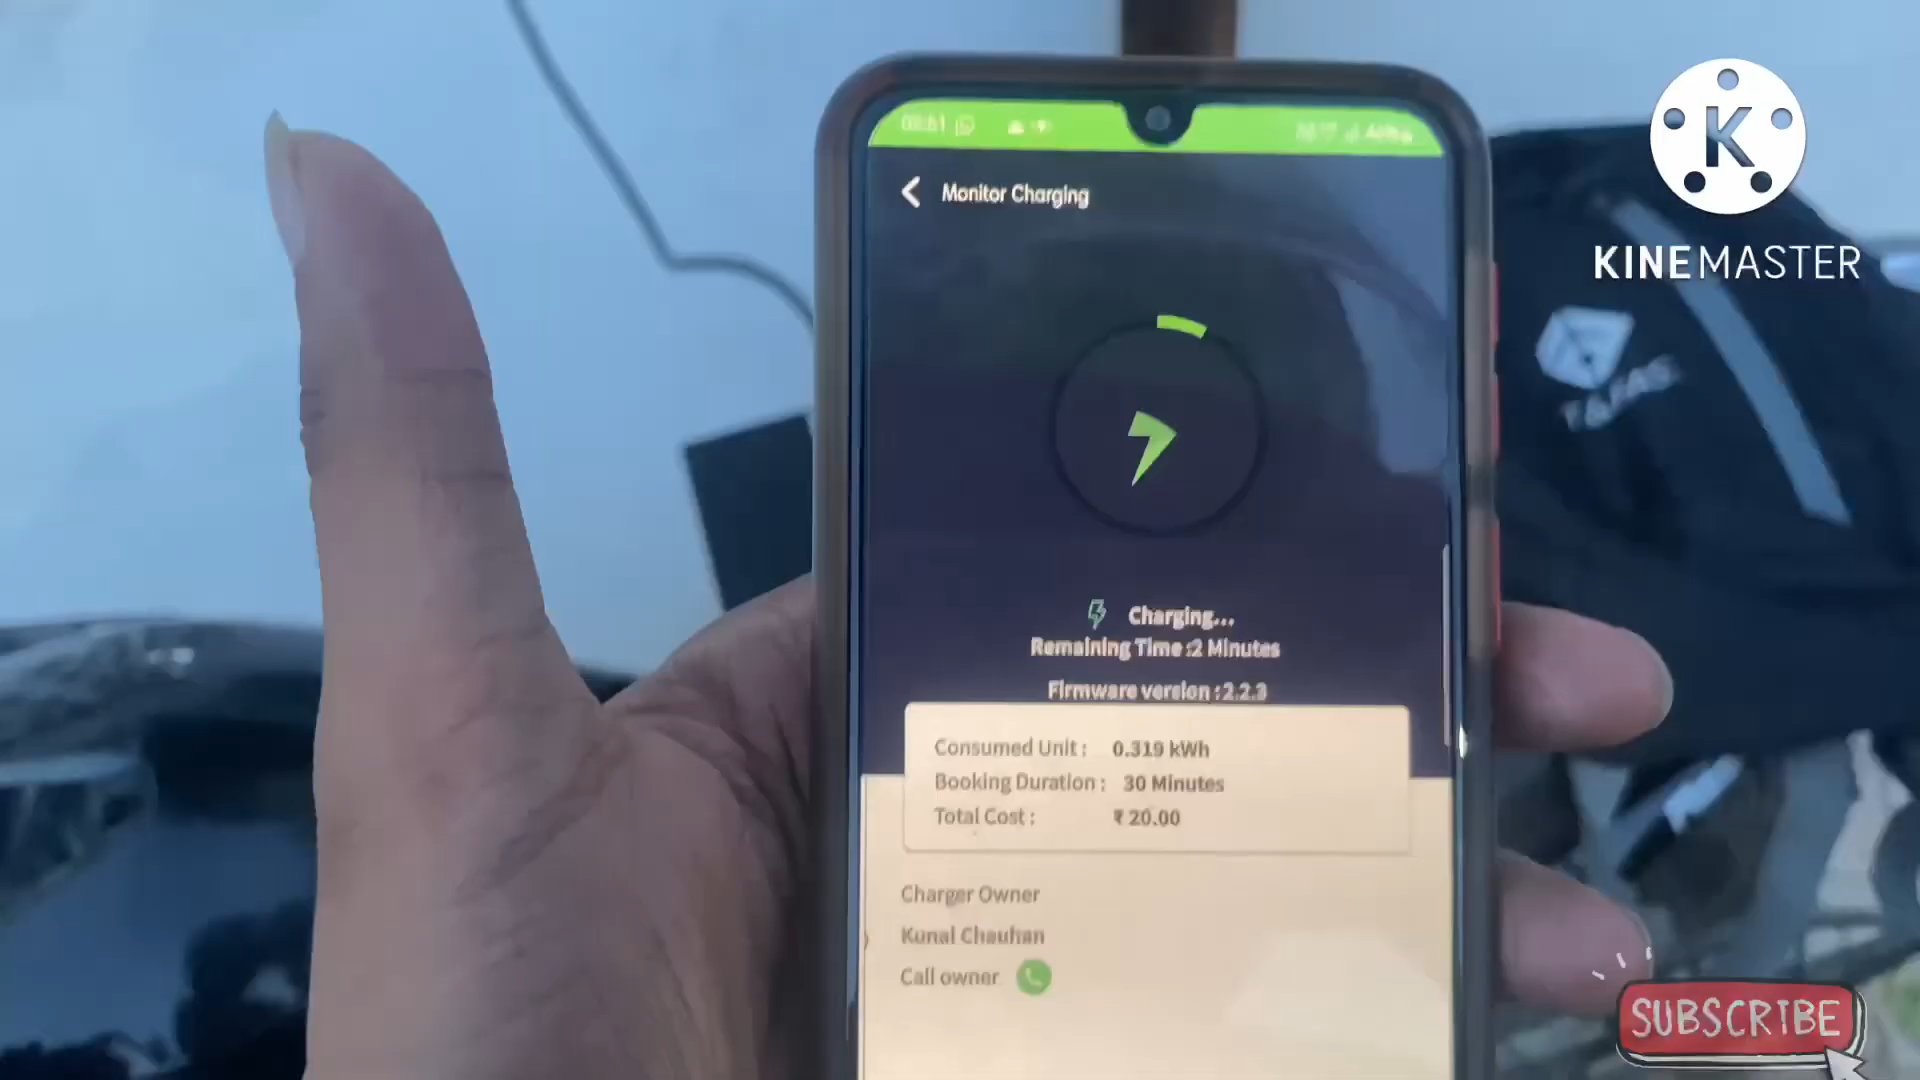 Monitor Charging
Charging...
Remaining Time :2 Minutes
Firmware version : 2.2.3
Consumed Unit : 0.319 kWh
Booking Duration : 30 Minutes
Total Cost : ₹ 20.00
Charger Owner
Kunal Chauhan
Call owner
K
KINEMASTER
SUBSCRIBE